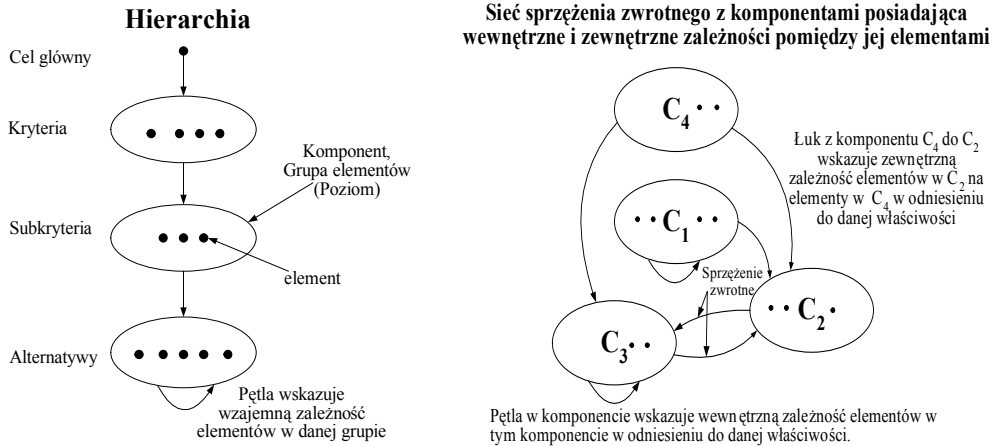 Hierarchia
Cel główny
Kryteria
Komponent,
Grupa elementów
(Poziom)
Subkryteria
element
Alternatywy
Pętla wskazuje
wzajemną zależność
elementów w danej grupie
Sieć sprzężenia zwrotnego z komponentami posiadająca
wewnętrzne i zewnętrzne zależności pomiędzy jej elementami
C4
Łuk z komponentu C4 do C2
wskazuje zewnętrzną
zależność elementów w C2 na
elementy w C4 w odniesieniu
do danej właściwości
C1
Sprzężenie
zwrotne
C2
C3
Pętla w komponencie wskazuje wewnętrzną zależność elementów w
tym komponencie w odniesieniu do danej właściwości.